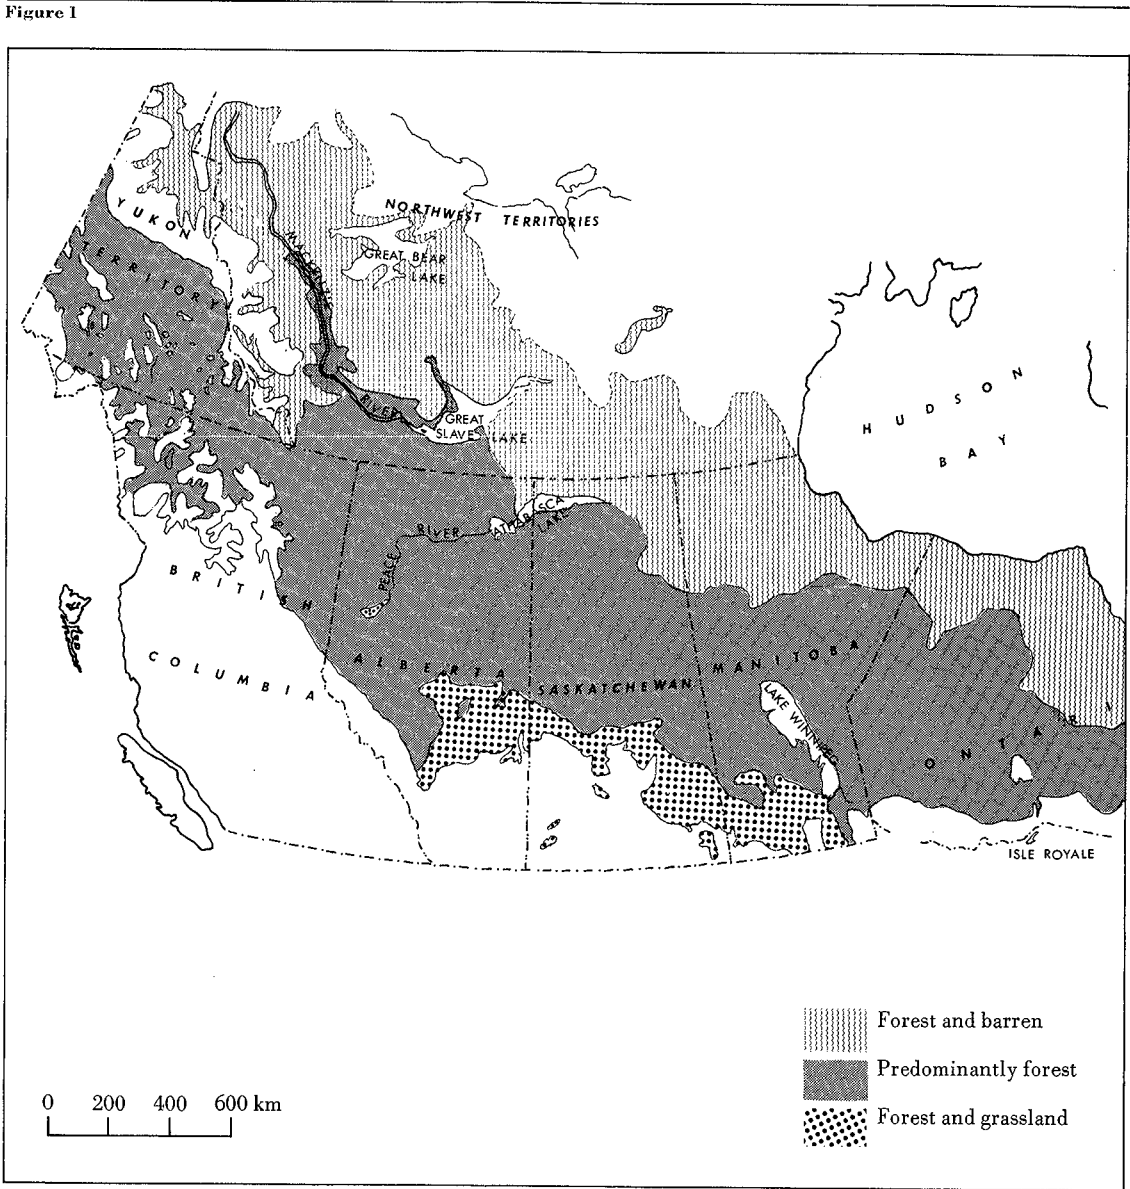 Figure 1
YUKON
TERRITORY
NORTHWEST TERRITORIES
MACKENZIE
RIVER
GREAT BEAR
LAKE
GREAT
SLAVE LAKE
HUDSON
BAY
ATHABASCA
LAKE
PEACE
RIVER
BRITISH
COLUMBIA
ALBERTA
SASKATCHEWAN
MANITOBA
LAKE WINNIPEG
ONTARIO
ISLE ROYALE
Forest and barren
Predominantly forest
Forest and grassland
0 200 400 600 km